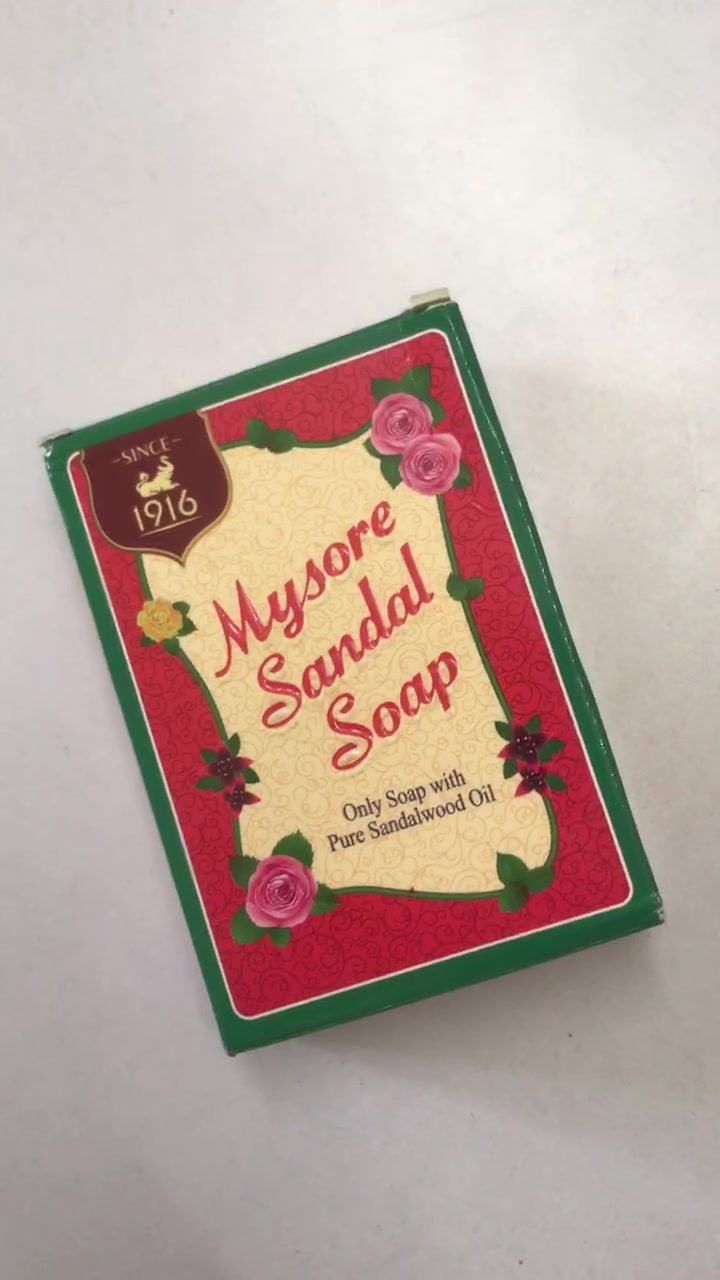 -SINCE-
1916
Mysore
Sandal
Soap
Only Soap with
Pure Sandalwood Oil